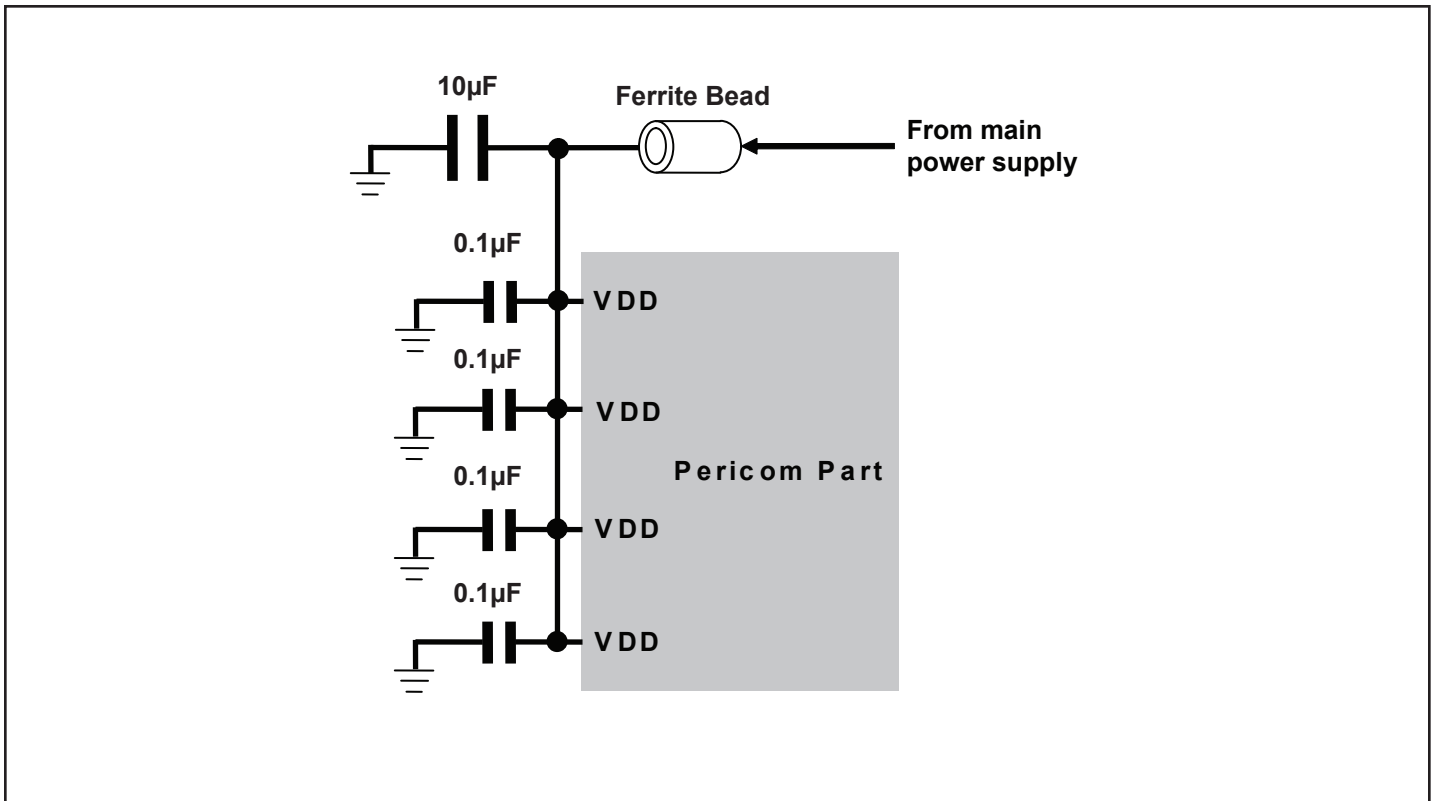 10µF
Ferrite Bead
From main
power supply
0.1µF
VDD
0.1µF
VDD
Pericom Part
0.1µF
VDD
0.1µF
VDD